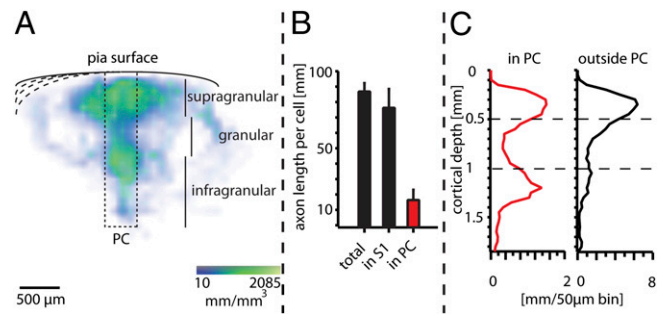 A
pia surface
supragranular
granular
infragranular
PC
500 μm
10 2085
mm/mm³
B
axon length per cell [mm]
100
50
10
total
in S1
in PC
C
in PC
outside PC
cortical depth [mm]
0
0.5
1
1.5
0 2 0 8
[mm/50μm bin]